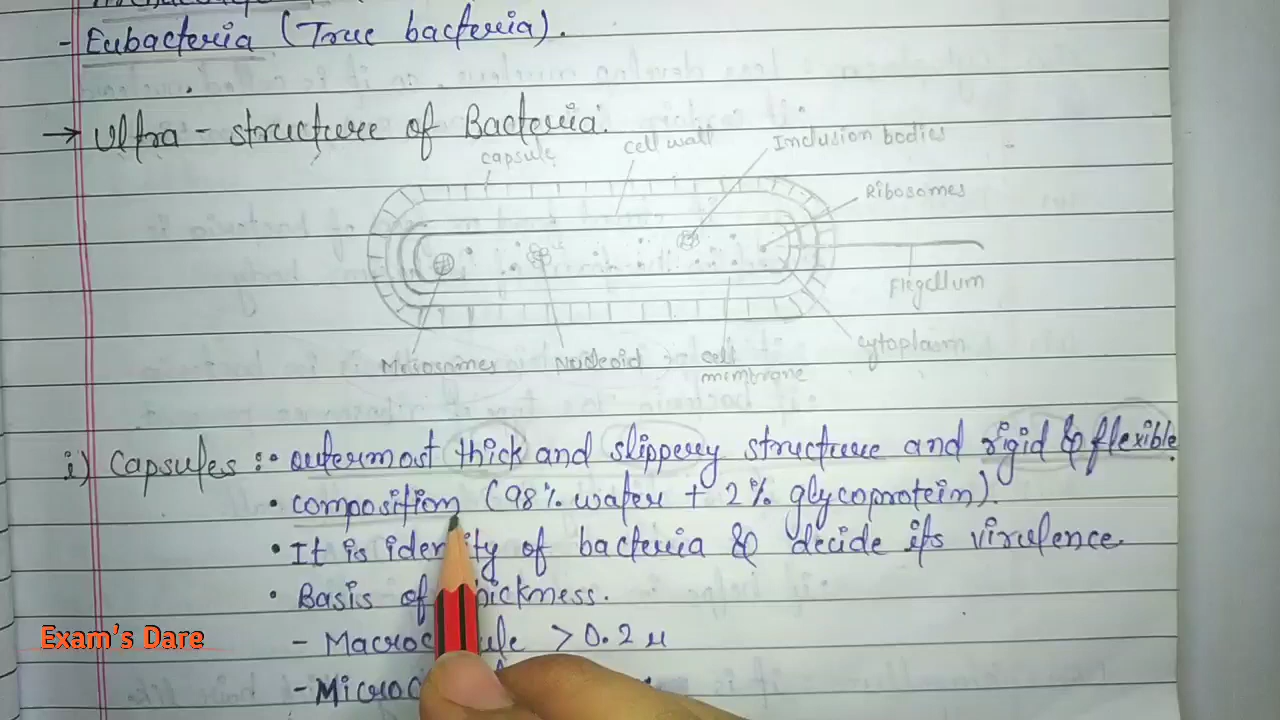 - Eubacteria (True bacteria).
→ Ultra - structure of Bacteria.
capsule
cell wall
Inclusion bodies
Ribosomes
Flegellum
cytoplasm
Mesosomes
Nucleoid
cell
membrane
i) Capsules :- outermost thick and slippery structure and rigid & flexible
• composition (98% water + 2% glycoprotein).
• It is identity of bacteria & decide its virulence.
• Basis of thickness.
- Macrocapsule > 0.2 μ
Exam's Dare